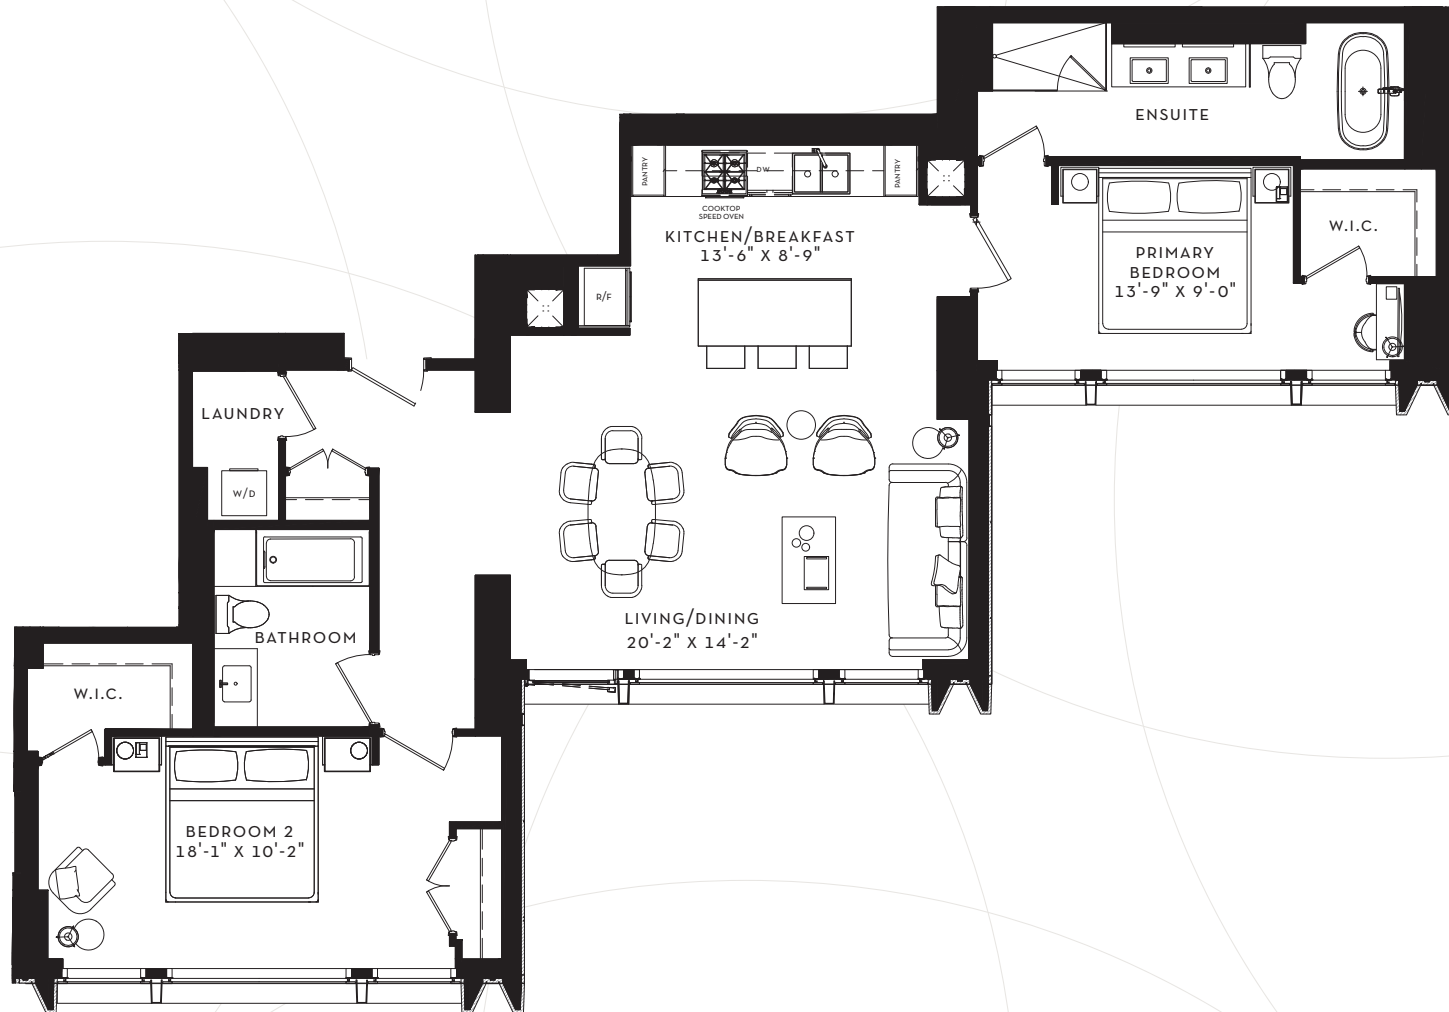 ENSUITE
PANTRY
DW
PANTRY
COOKTOP
SPEED OVEN
KITCHEN/BREAKFAST
13'-6" X 8'-9"
W.I.C.
PRIMARY
BEDROOM
13'-9" X 9'-0"
R/F
LAUNDRY
W/D
LIVING/DINING
20'-2" X 14'-2"
BATHROOM
W.I.C.
BEDROOM 2
18'-1" X 10'-2"